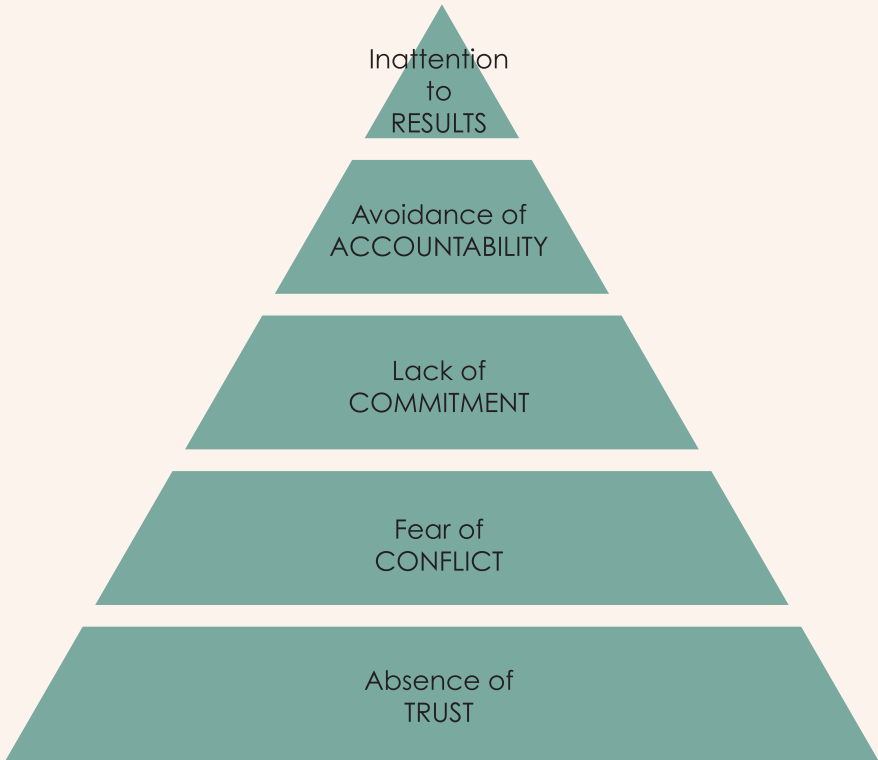 Inattention
to
RESULTS
Avoidance of
ACCOUNTABILITY
Lack of
COMMITMENT
Fear of
CONFLICT
Absence of
TRUST